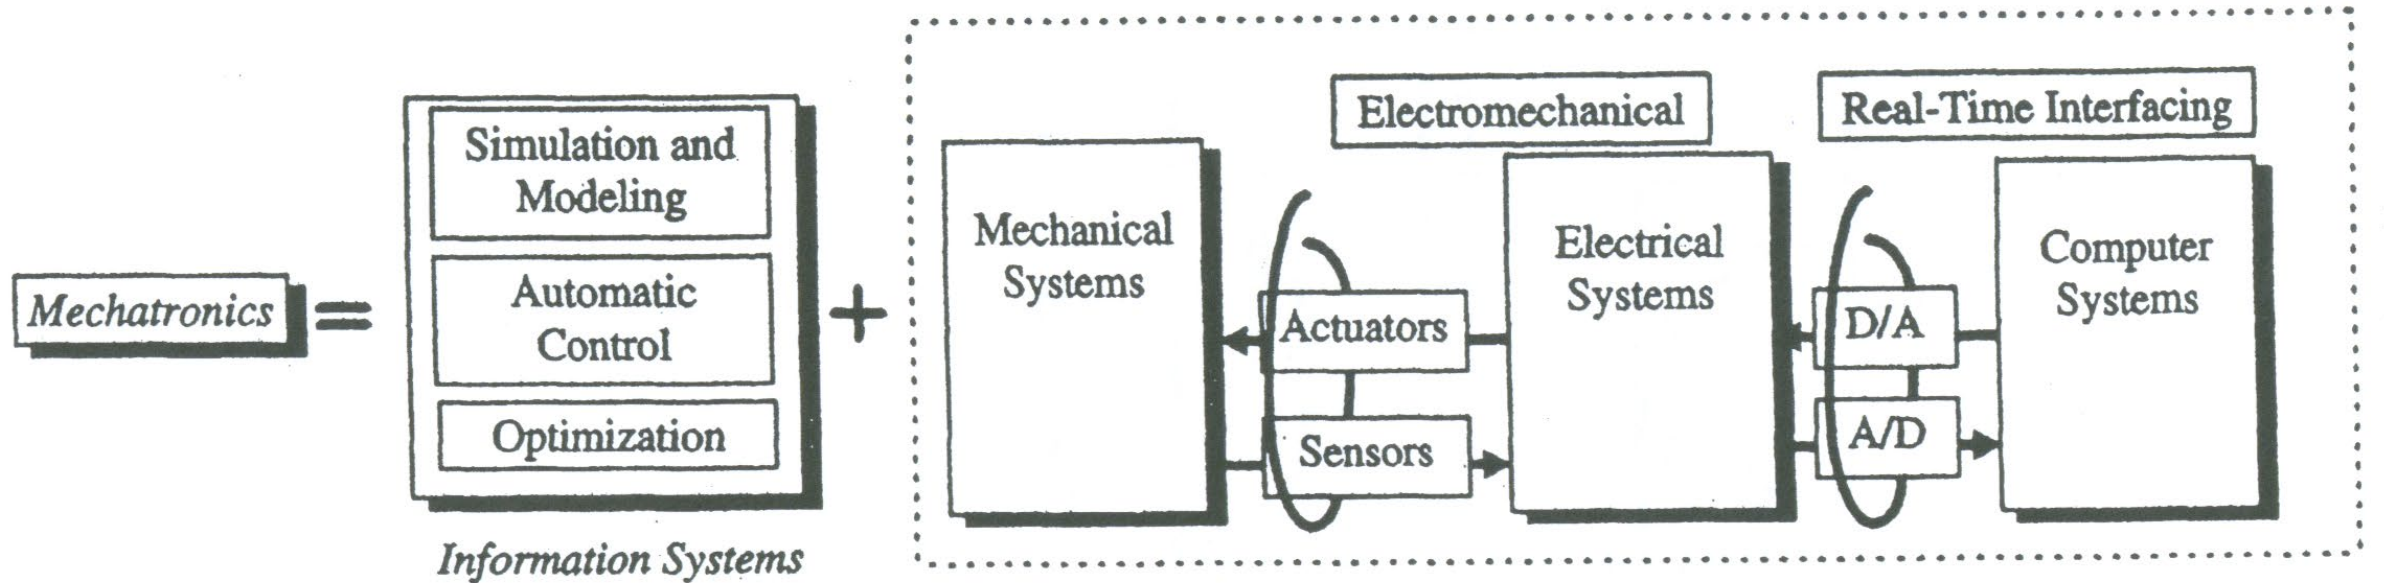 Mechatronics
=
Simulation and
Modeling
Automatic
Control
Optimization
Information Systems
+
Mechanical
Systems
Electromechanical
Actuators
Sensors
Electrical
Systems
Real-Time Interfacing
D/A
A/D
Computer
Systems